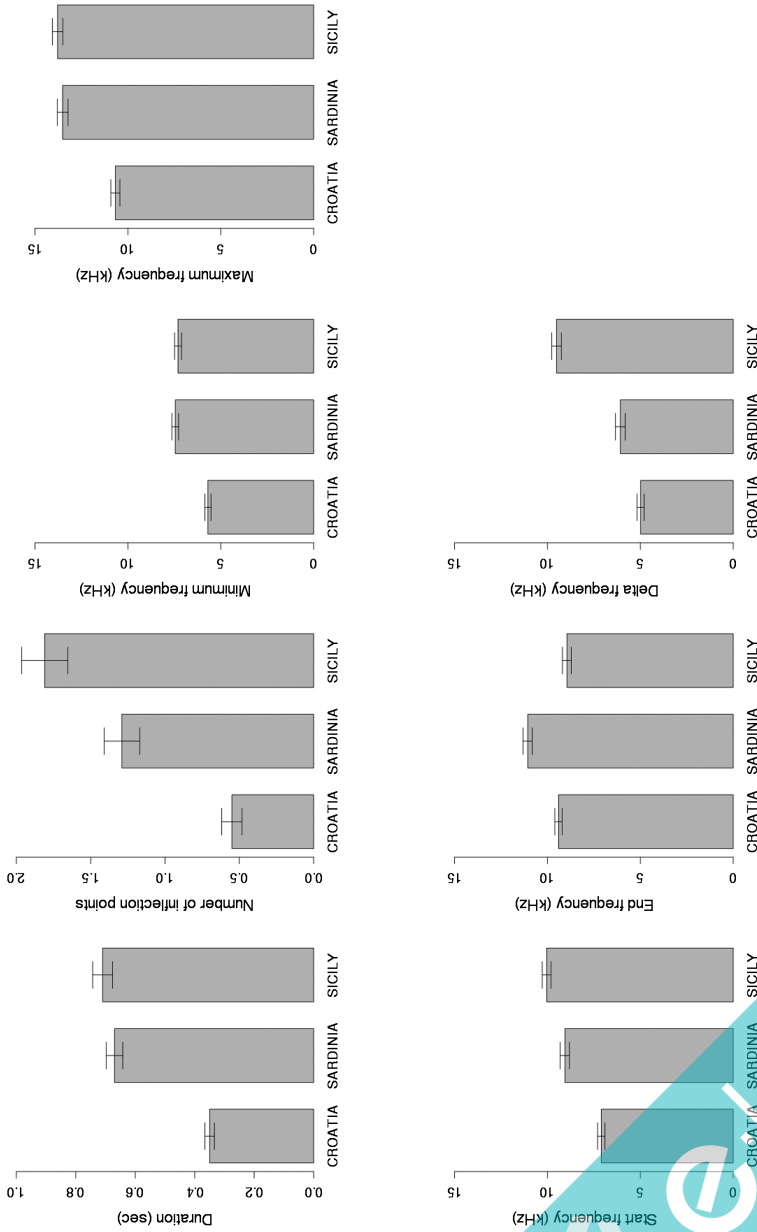 Maximum frequency (kHz)
0
5
10
15
CROATIA
SARDINIA
SICILY
Minimum frequency (kHz)
0
5
10
15
CROATIA
SARDINIA
SICILY
Number of inflection points
0.0
0.5
1.0
1.5
2.0
CROATIA
SARDINIA
SICILY
Duration (sec)
0.0
0.2
0.4
0.6
0.8
1.0
CROATIA
SARDINIA
SICILY
Delta frequency (kHz)
0
5
10
15
CROATIA
SARDINIA
SICILY
End frequency (kHz)
0
5
10
15
CROATIA
SARDINIA
SICILY
Start frequency (kHz)
0
5
10
15
CROATIA
SARDINIA
SICILY